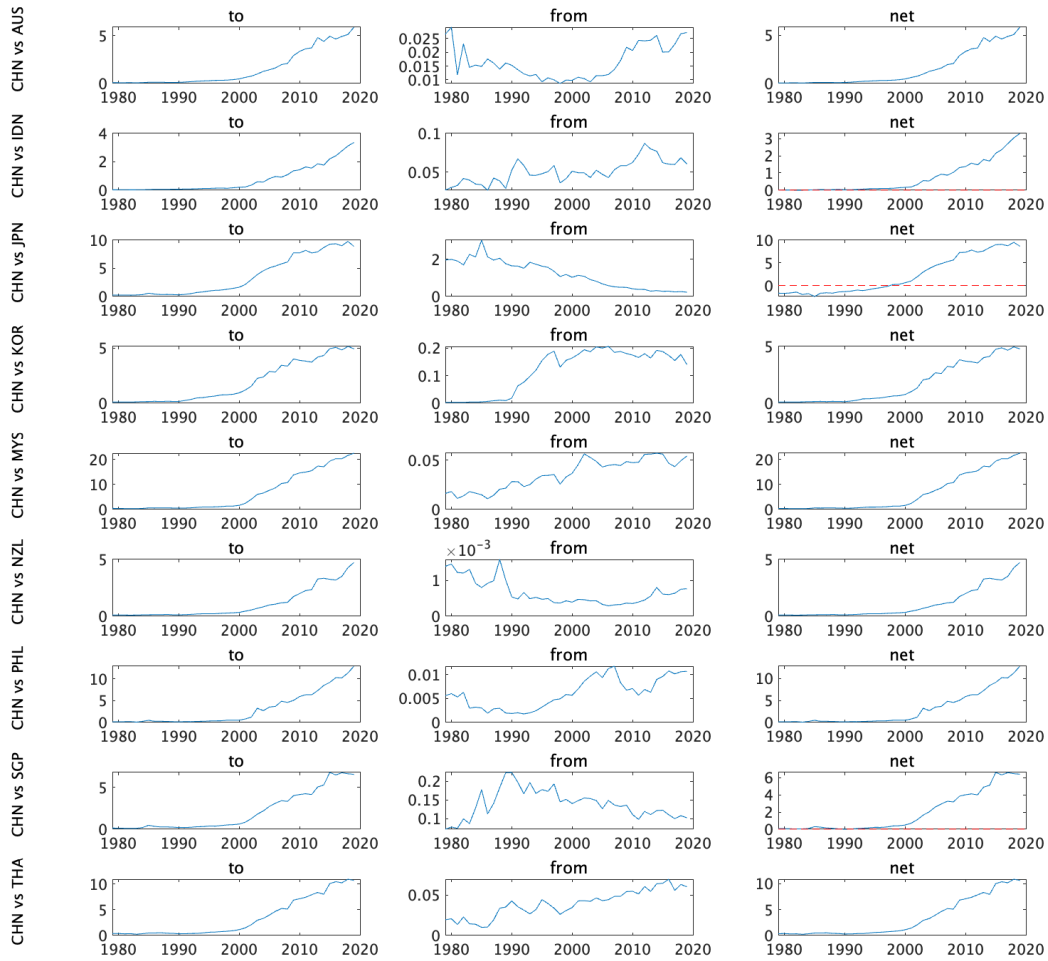 CHN vs AUS
to from net
5
0
0.025
0.02
0.015
0.01
5
0
1980 1990 2000 2010 2020 1980 1990 2000 2010 2020 1980 1990 2000 2010 2020
CHN vs IDN
to from net
4
2
0
0.1
0.05
3
2
1
0
1980 1990 2000 2010 2020 1980 1990 2000 2010 2020 1980 1990 2000 2010 2020
CHN vs JPN
to from net
10
5
0
2
0
10
5
0
1980 1990 2000 2010 2020 1980 1990 2000 2010 2020 1980 1990 2000 2010 2020
CHN vs KOR
to from net
5
0
0.2
0.1
0
5
0
1980 1990 2000 2010 2020 1980 1990 2000 2010 2020 1980 1990 2000 2010 2020
CHN vs MYS
to from net
20
10
0
0.05
0
20
10
0
1980 1990 2000 2010 2020 1980 1990 2000 2010 2020 1980 1990 2000 2010 2020
CHN vs NZL
to from net
5
0
×10⁻³
1
0
5
0
1980 1990 2000 2010 2020 1980 1990 2000 2010 2020 1980 1990 2000 2010 2020
CHN vs PHL
to from net
10
5
0
0.01
0.005
0
10
5
0
1980 1990 2000 2010 2020 1980 1990 2000 2010 2020 1980 1990 2000 2010 2020
CHN vs SGP
to from net
5
0
0.2
0.15
0.1
6
4
2
0
1980 1990 2000 2010 2020 1980 1990 2000 2010 2020 1980 1990 2000 2010 2020
CHN vs THA
to from net
10
5
0
0.05
0
10
5
0
1980 1990 2000 2010 2020 1980 1990 2000 2010 2020 1980 1990 2000 2010 2020